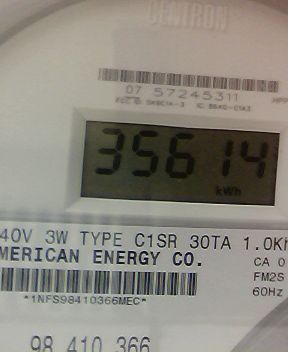 CENTRON
07 57245311
35614
kWh
40V 3W TYPE C1SR 30TA 1.0Kh
MERICAN ENERGY CO.
CA 0
FM2S
60Hz
*1NFS98410366MEC*
98 410 366